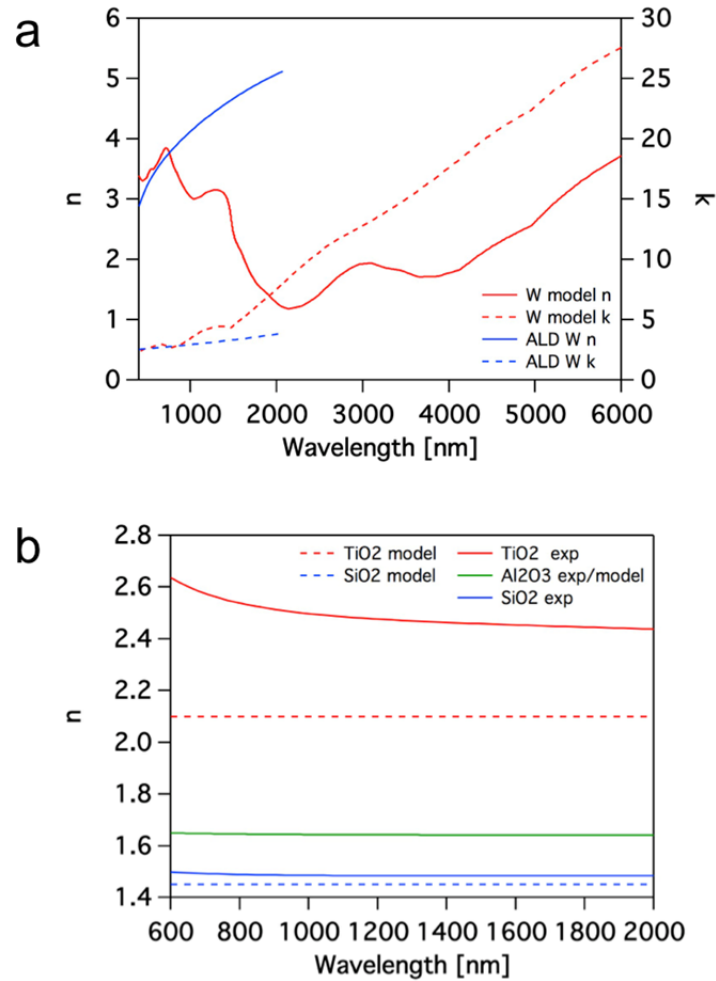 a
6
5
4
3
2
1
0
n
30
25
20
15
10
5
0
k
W model n
W model k
ALD W n
ALD W k
1000 2000 3000 4000 5000 6000
Wavelength [nm]
b
2.8
2.6
2.4
2.2
2.0
1.8
1.6
1.4
n
TiO2 model
SiO2 model
TiO2 exp
Al2O3 exp/model
SiO2 exp
600 800 1000 1200 1400 1600 1800 2000
Wavelength [nm]